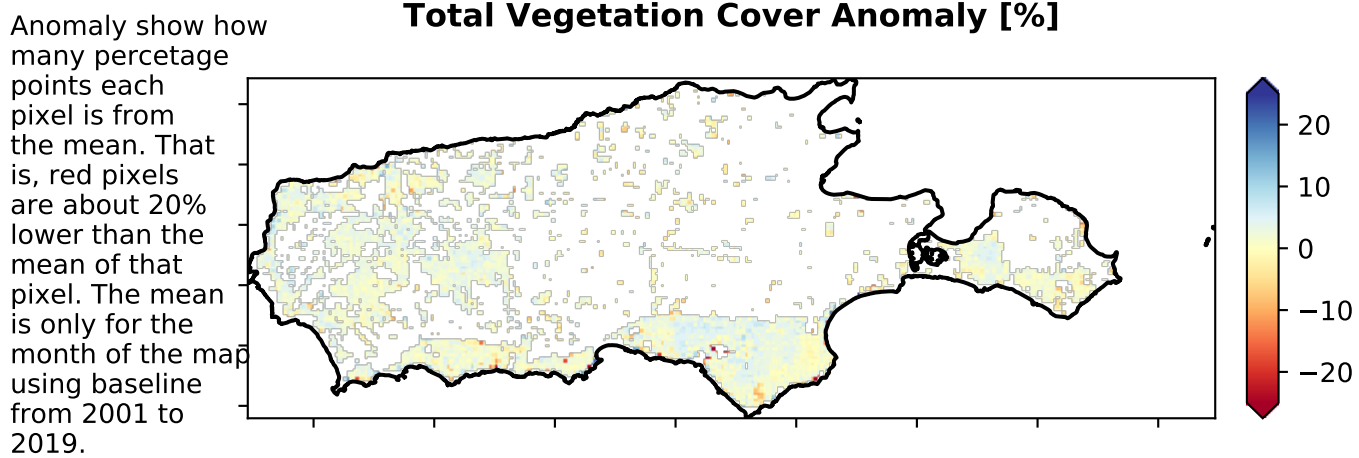 Total Vegetation Cover Anomaly [%]
Anomaly show how
many percetage
points each
pixel is from
the mean. That
is, red pixels
are about 20%
lower than the
mean of that
pixel. The mean
is only for the
month of the map
using baseline
from 2001 to
2019.
20
10
0
−10
−20